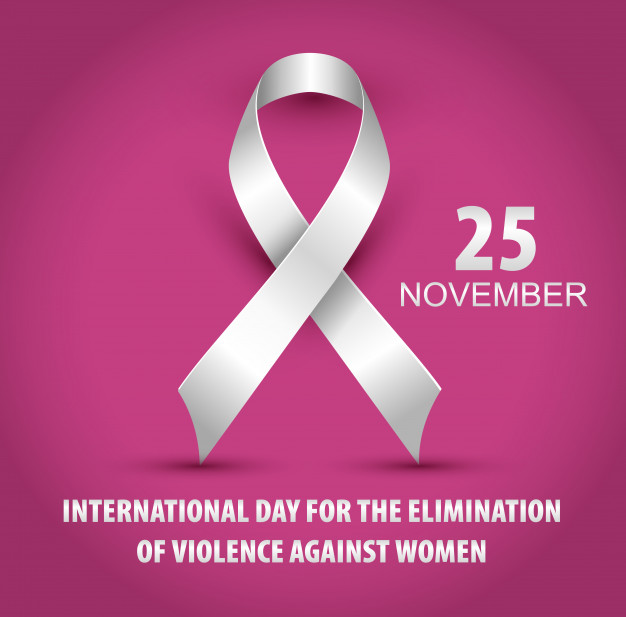 25
NOVEMBER
INTERNATIONAL DAY FOR THE ELIMINATION
OF VIOLENCE AGAINST WOMEN